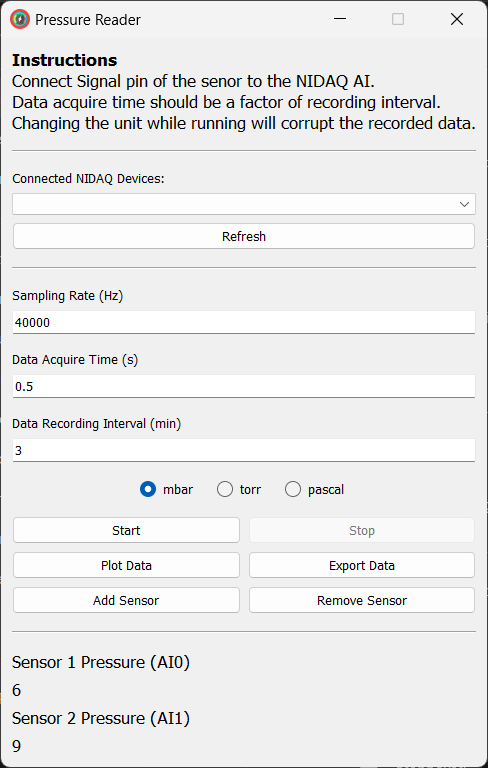 Pressure Reader
Instructions
Connect Signal pin of the senor to the NIDAQ AI.
Data acquire time should be a factor of recording interval.
Changing the unit while running will corrupt the recorded data.
Connected NIDAQ Devices:
Refresh
Sampling Rate (Hz)
40000
Data Acquire Time (s)
0.5
Data Recording Interval (min)
3
mbar torr pascal
Start Stop
Plot Data Export Data
Add Sensor Remove Sensor
Sensor 1 Pressure (AI0)
6
Sensor 2 Pressure (AI1)
9